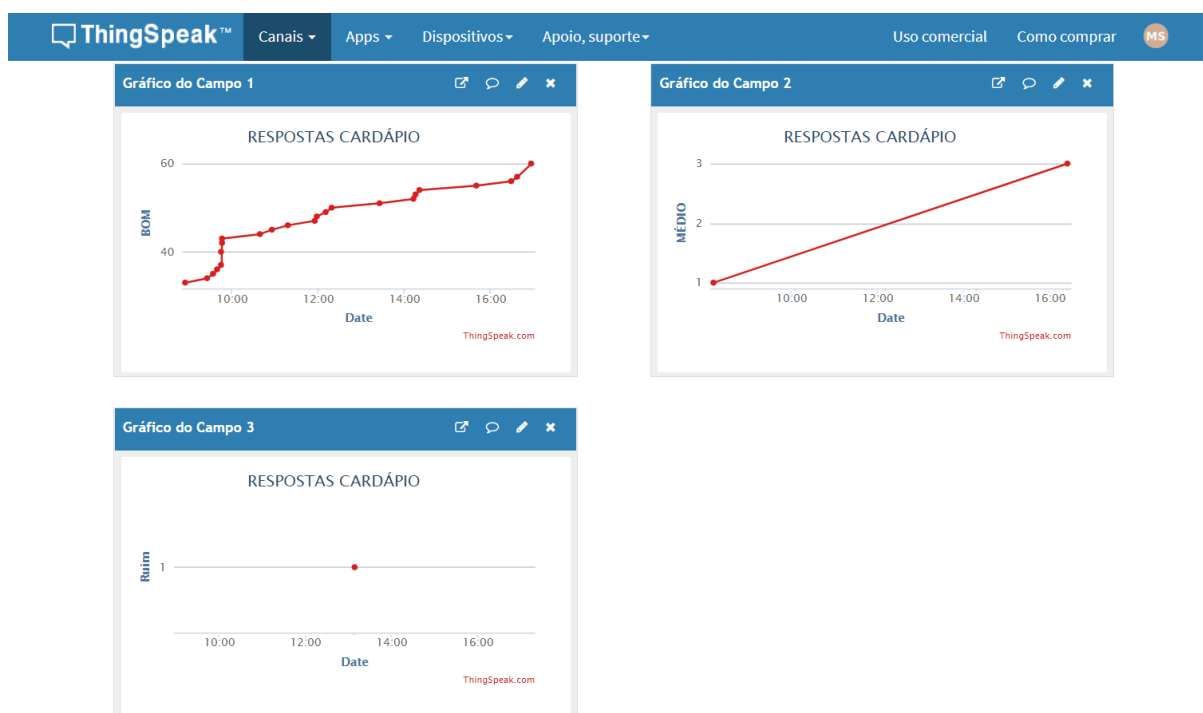 ThingSpeak™ Canais Apps Dispositivos Apoio, suporte Uso comercial Como comprar MS
Gráfico do Campo 1
RESPOSTAS CARDÁPIO
60
40
BOM
10:00 12:00 14:00 16:00
Date
ThingSpeak.com
Gráfico do Campo 2
RESPOSTAS CARDÁPIO
3
2
1
MÉDIO
10:00 12:00 14:00 16:00
Date
ThingSpeak.com
Gráfico do Campo 3
RESPOSTAS CARDÁPIO
Ruim
1
10:00 12:00 14:00 16:00
Date
ThingSpeak.com